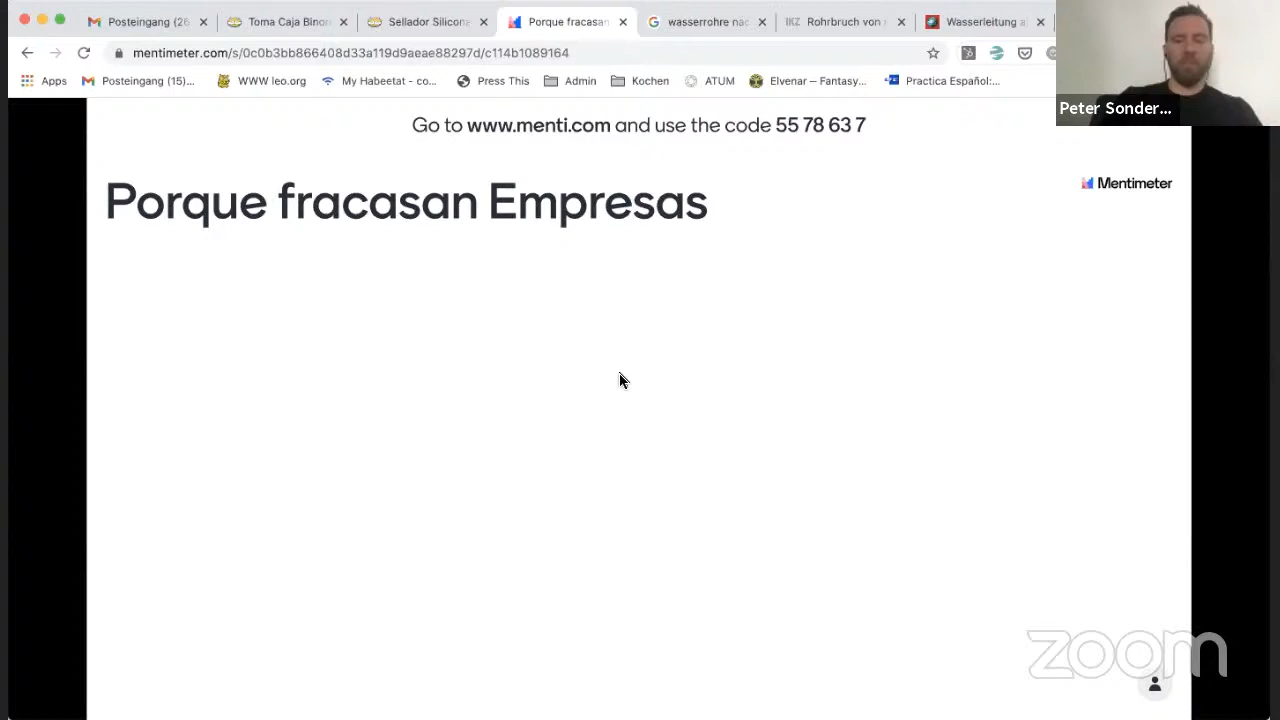 Posteingang (26
Toma Caja Binor
Sellador Silicona
Porque fracasan
wasserrohre nac
IKZ Rohrbruch von
Wasserleitung a
mentimeter.com/s/0c0b3bb866408d33a119d9aeae88297d/c114b1089164
Apps
Posteingang (15)...
WWW leo.org
My Habeetat - co...
Press This
Admin
Kochen
ATUM
Elvenar – Fantasy...
Practica Español:...
Peter Sonder...
Go to www.menti.com and use the code 55 78 63 7
Mentimeter
Porque fracasan Empresas
zoom